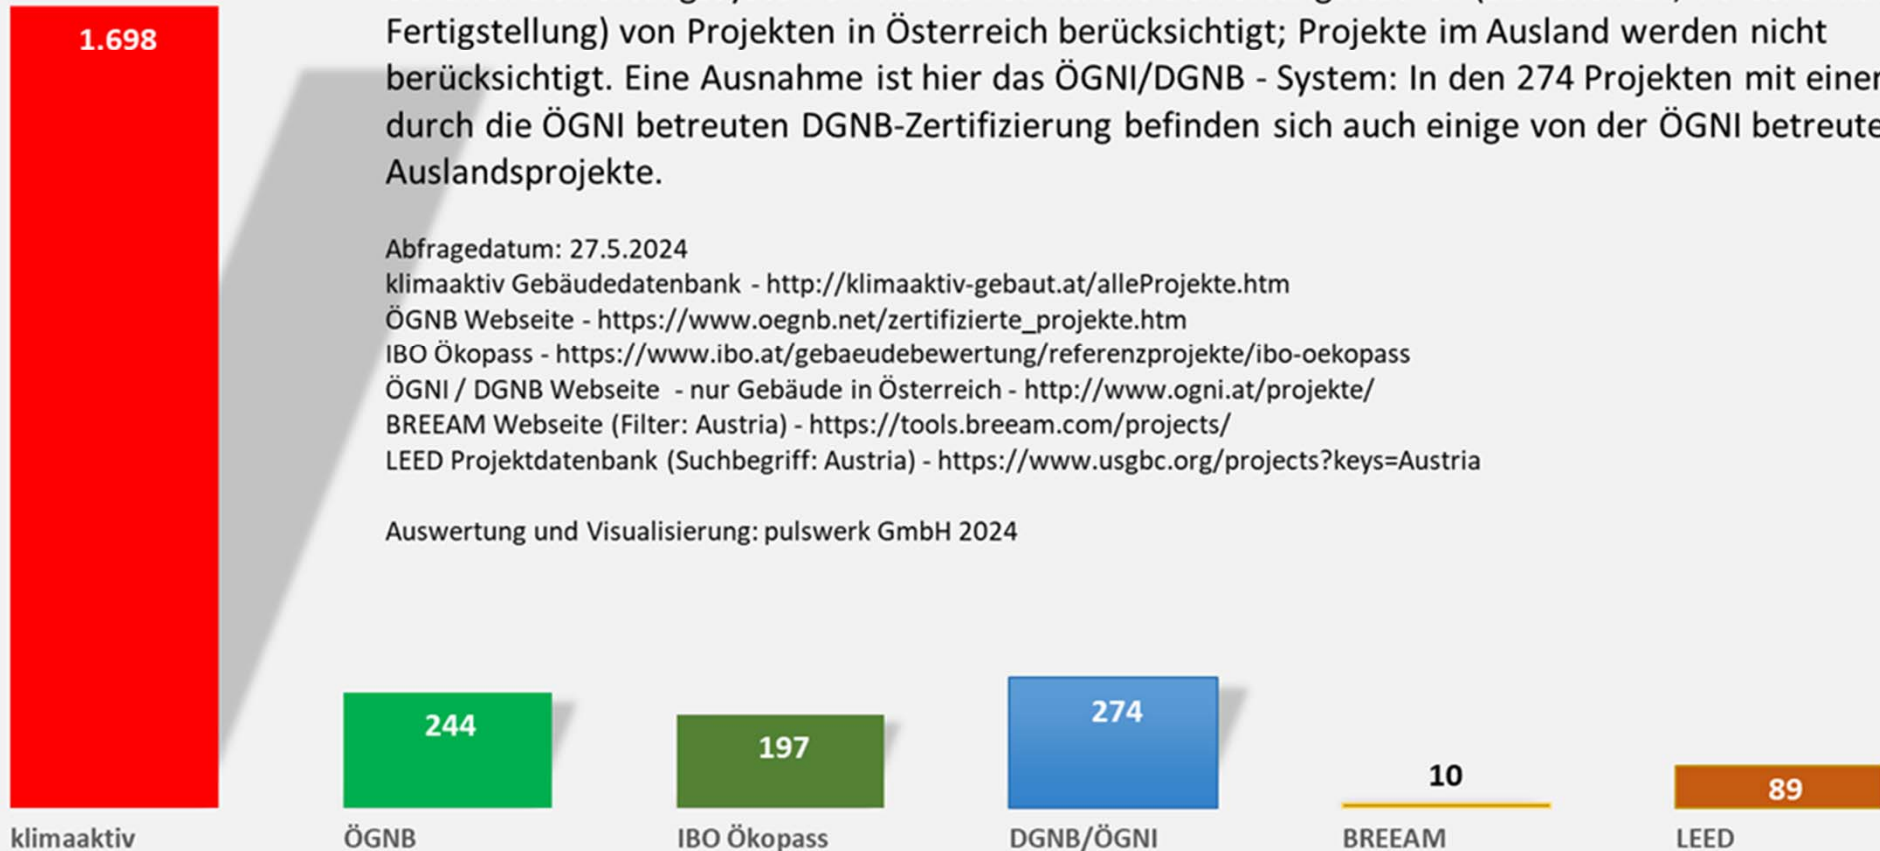 1.698
Fertigstellung) von Projekten in Österreich berücksichtigt; Projekte im Ausland werden nicht
berücksichtigt. Eine Ausnahme ist hier das ÖGNI/DGNB - System: In den 274 Projekten mit einer
durch die ÖGNI betreuten DGNB-Zertifizierung befinden sich auch einige von der ÖGNI betreute
Auslandsprojekte.
Abfragedatum: 27.5.2024
klimaaktiv Gebäudedatenbank - http://klimaaktiv-gebaut.at/alleProjekte.htm
ÖGNB Webseite - https://www.oegnb.net/zertifizierte_projekte.htm
IBO Ökopass - https://www.ibo.at/gebaeudebewertung/referenzprojekte/ibo-oekopass
ÖGNI / DGNB Webseite - nur Gebäude in Österreich - http://www.ogni.at/projekte/
BREEAM Webseite (Filter: Austria) - https://tools.breeam.com/projects/
LEED Projektdatenbank (Suchbegriff: Austria) - https://www.usgbc.org/projects?keys=Austria
Auswertung und Visualisierung: pulswerk GmbH 2024
244
197
274
10
89
klimaaktiv
ÖGNB
IBO Ökopass
DGNB/ÖGNI
BREEAM
LEED